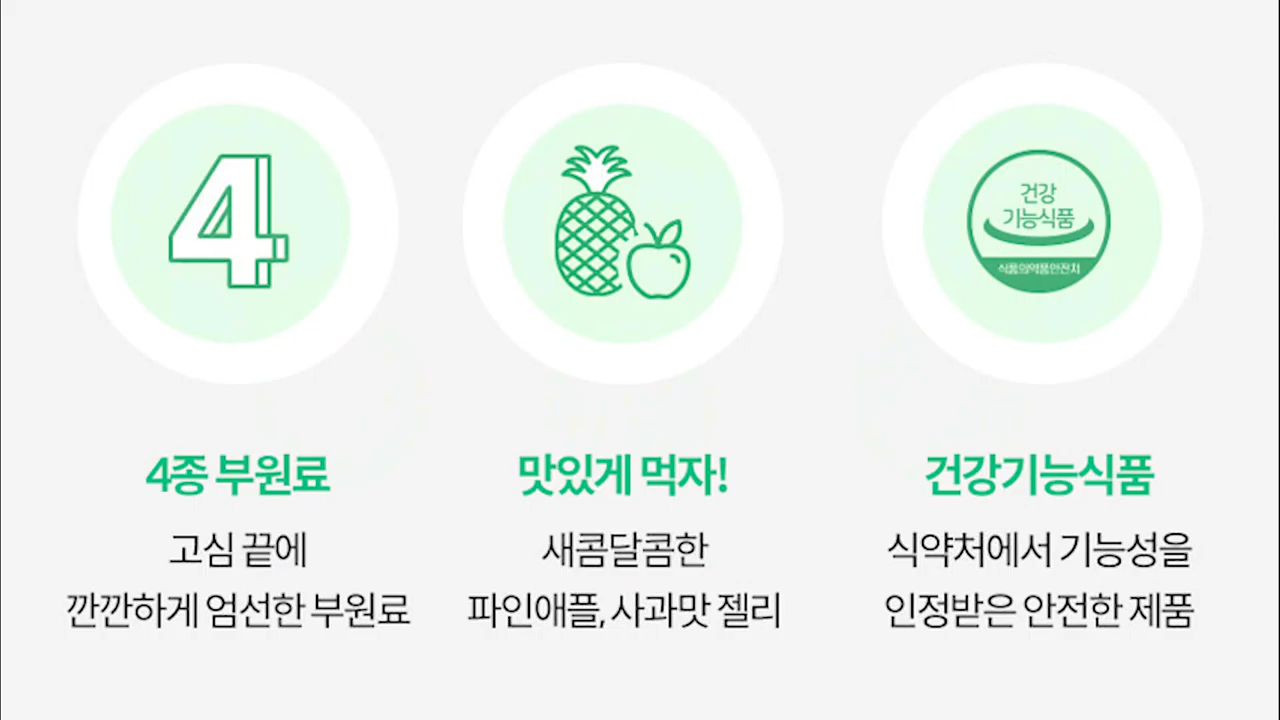 4
건강
기능식품
식품의약품안전처
4종 부원료
고심 끝에
깐깐하게 엄선한 부원료
맛있게 먹자!
새콤달콤한
파인애플, 사과맛 젤리
건강기능식품
식약처에서 기능성을
인정받은 안전한 제품